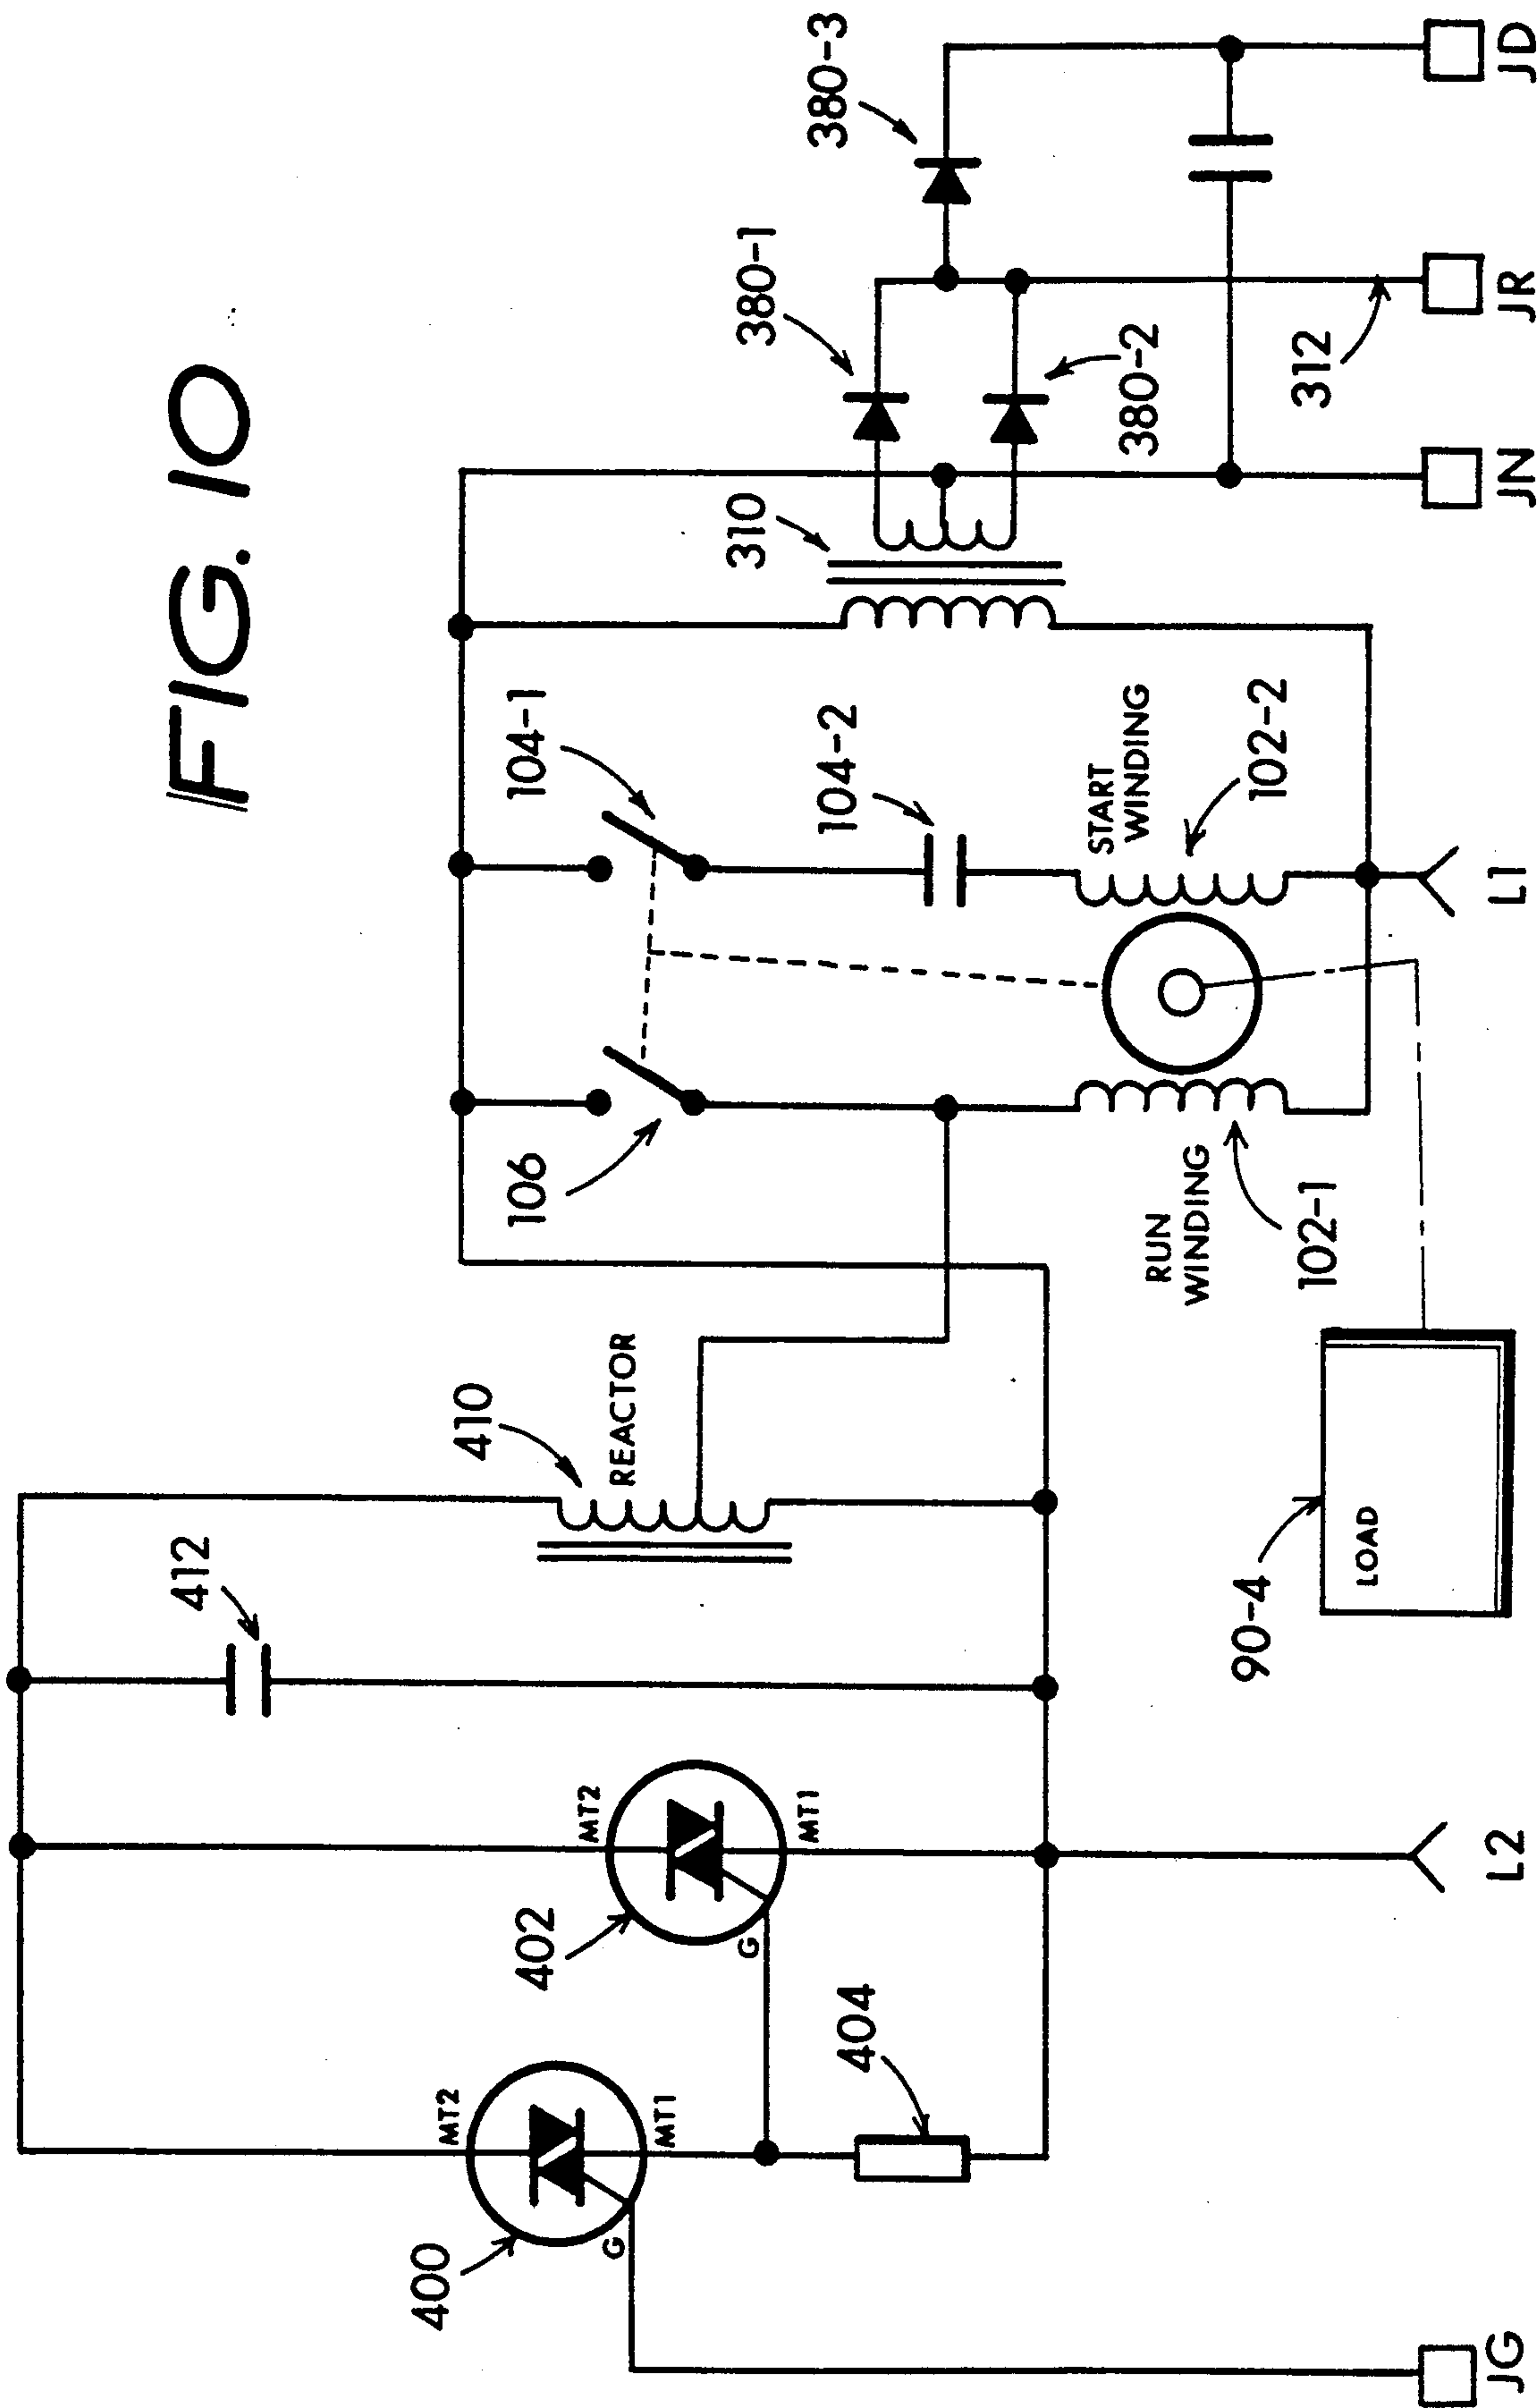 FIG. 10
400
MT2
G
MT1
402
MT2
G
MT1
404
412
410
REACTOR
106
104-1
104-2
START
WINDING
102-2
RUN
WINDING
102-1
310
380-1
380-2
380-3
312
90-4
LOAD
JG
L2
L1
JN
JR
JD